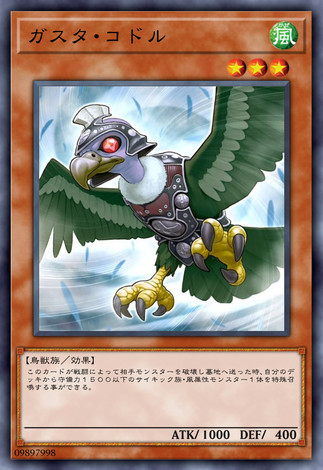 ガスタ・コドル
風
【鳥獣族／効果】
このカードが戦闘によって相手モンスターを破壊し墓地へ送った時、自分のデ
ッキから守備力１５００以下のサイキック族・風属性モンスター１体を特殊召
喚する事ができる。
ATK/ 1000 DEF/ 400
09897998